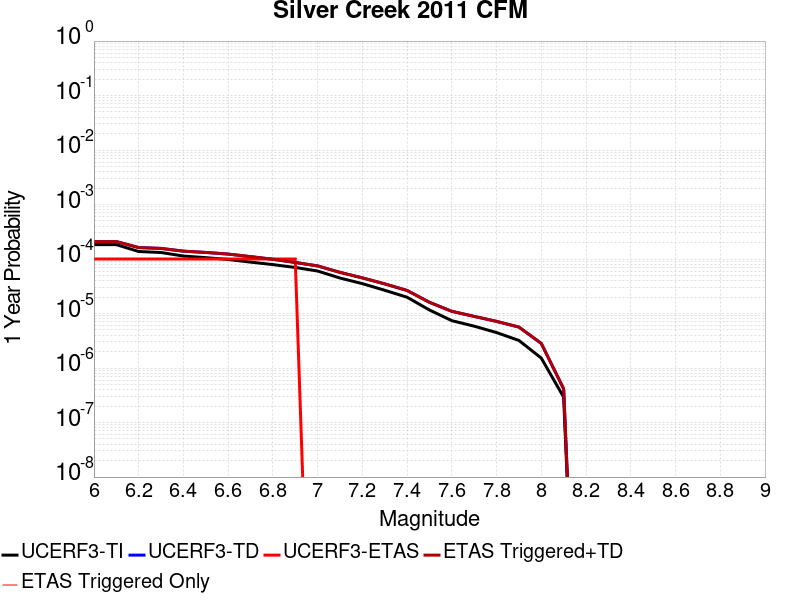 Silver Creek 2011 CFM
10^0
10^-1
10^-2
10^-3
10^-4
10^-5
10^-6
10^-7
10^-8
1 Year Probability
6 6.2 6.4 6.6 6.8 7 7.2 7.4 7.6 7.8 8 8.2 8.4 8.6 8.8 9
Magnitude
UCERF3-TI UCERF3-TD UCERF3-ETAS ETAS Triggered+TD
ETAS Triggered Only